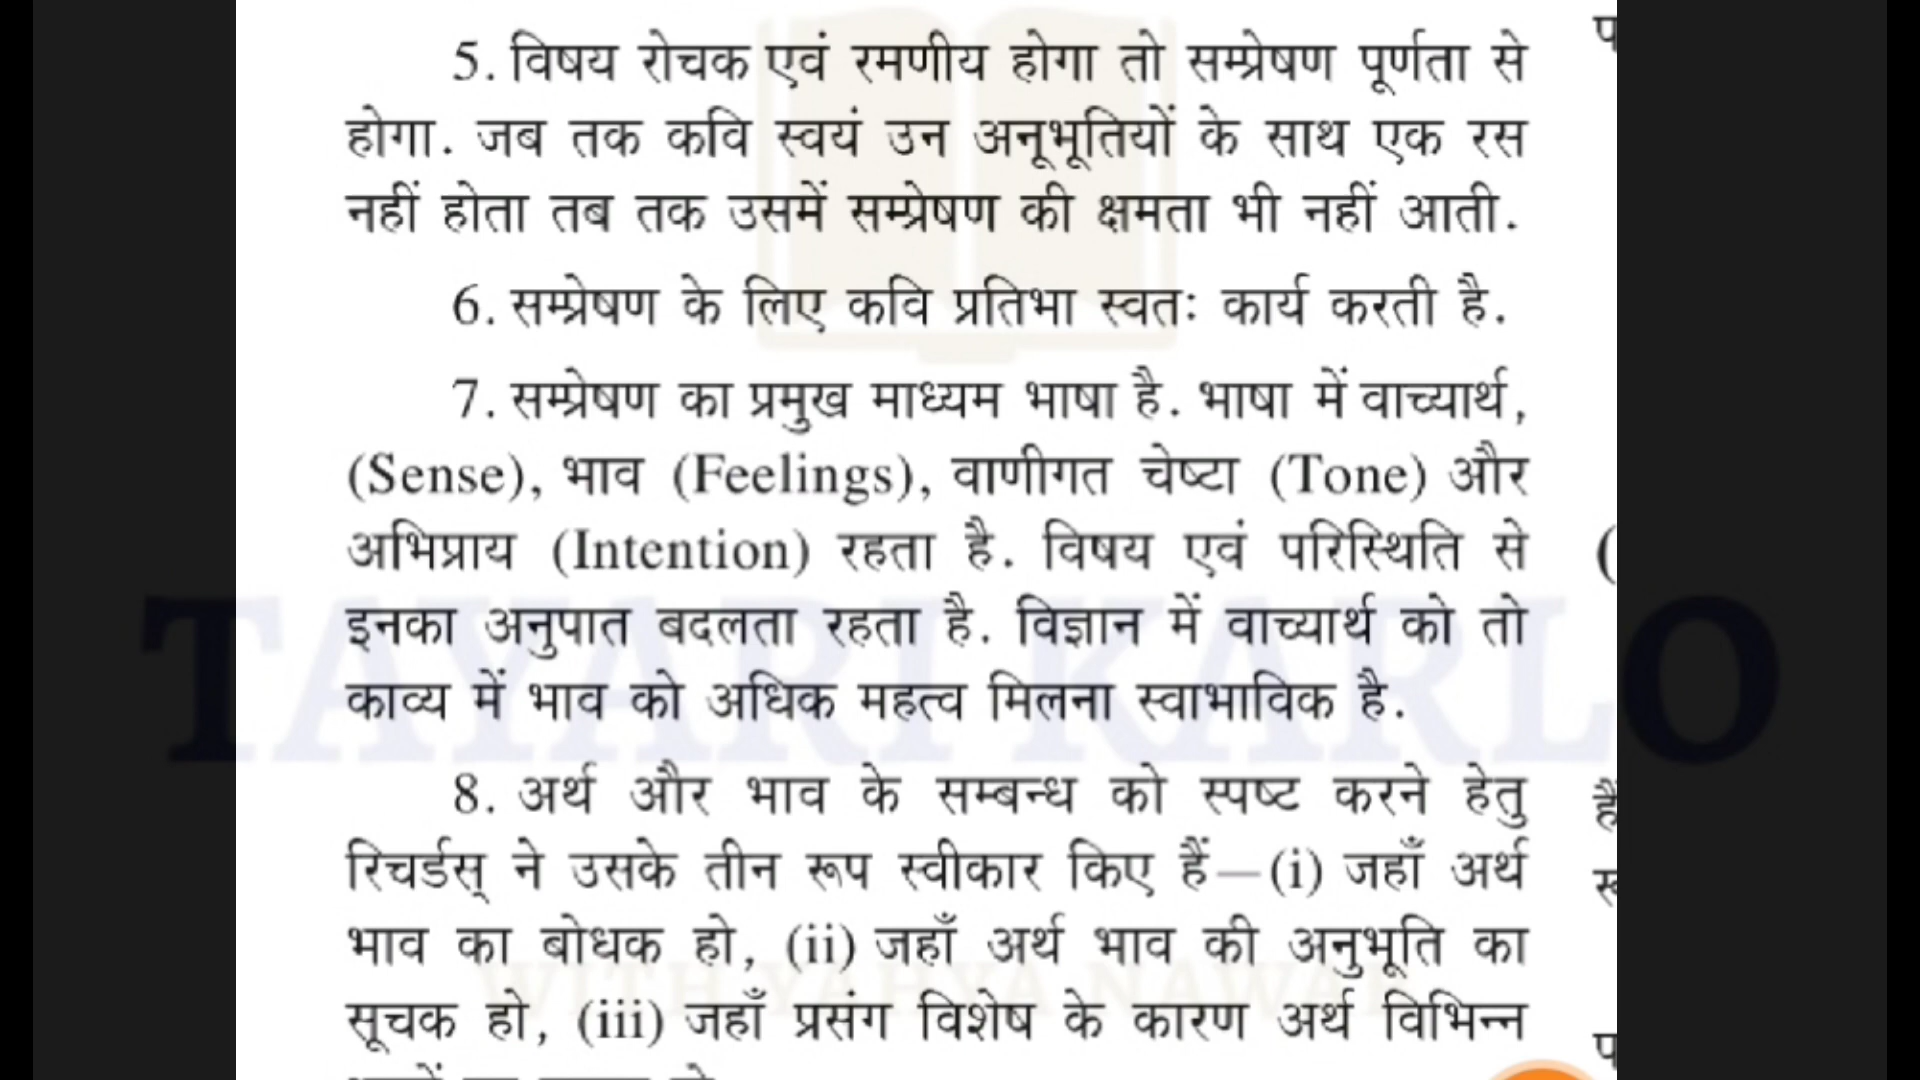 5. विषय रोचक एवं रमणीय होगा तो सम्प्रेषण पूर्णता से
होगा. जब तक कवि स्वयं उन अनूभूतियों के साथ एक रस
नहीं होता तब तक उसमें सम्प्रेषण की क्षमता भी नहीं आती.
6. सम्प्रेषण के लिए कवि प्रतिभा स्वतः कार्य करती है.
7. सम्प्रेषण का प्रमुख माध्यम भाषा है. भाषा में वाच्यार्थ,
(Sense), भाव (Feelings), वाणीगत चेष्टा (Tone) और
अभिप्राय (Intention) रहता है. विषय एवं परिस्थिति से
इनका अनुपात बदलता रहता है. विज्ञान में वाच्यार्थ को तो
काव्य में भाव को अधिक महत्व मिलना स्वाभाविक है.
8. अर्थ और भाव के सम्बन्ध को स्पष्ट करने हेतु
रिचर्डस् ने उसके तीन रूप स्वीकार किए हैं—(i) जहाँ अर्थ
भाव का बोधक हो, (ii) जहाँ अर्थ भाव की अनुभूति का
सूचक हो, (iii) जहाँ प्रसंग विशेष के कारण अर्थ विभिन्न
TAYARI KARLO
WITH YAHYA NAWAZ